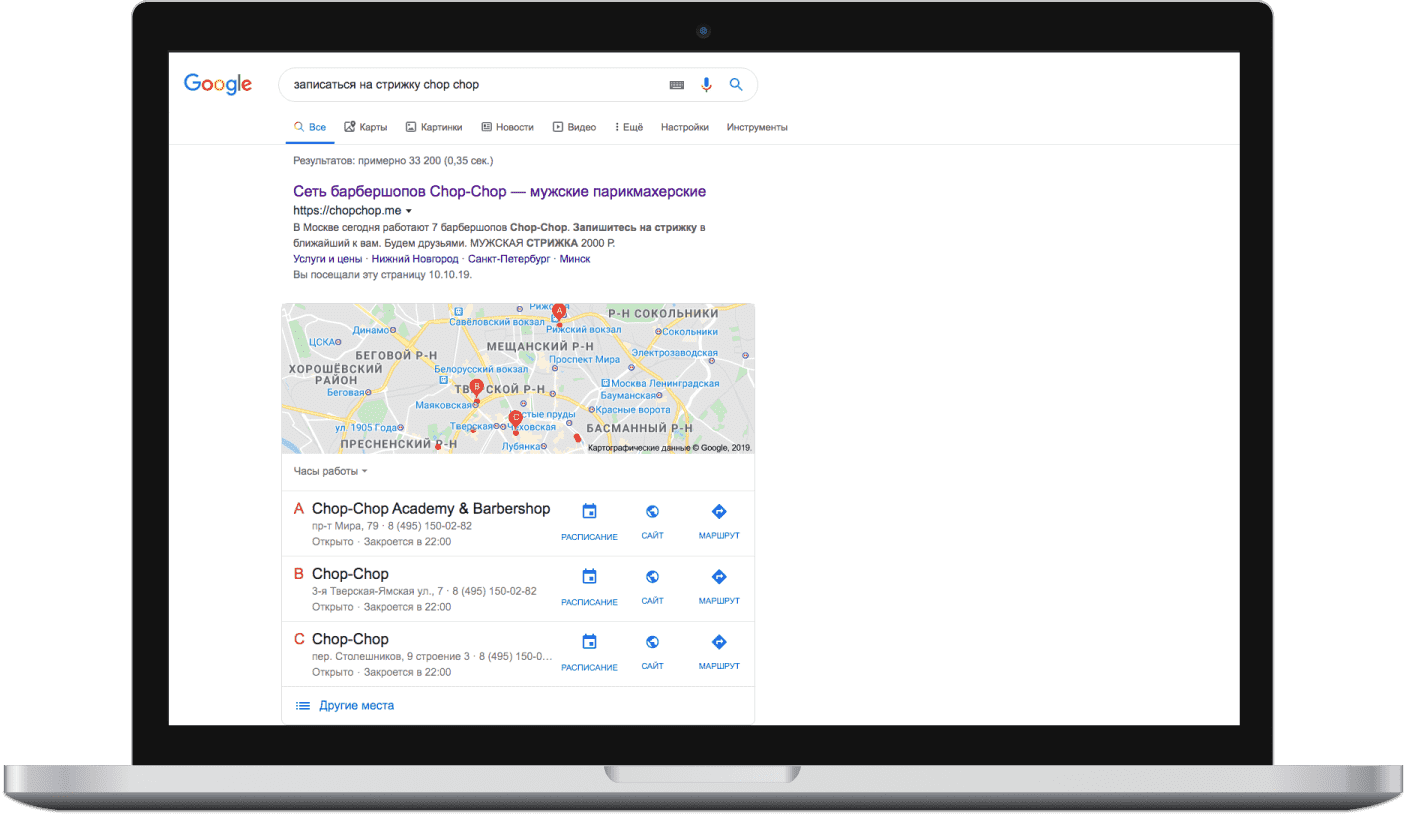 Google
записаться на стрижку chop chop
Все Карты Картинки Новости Видео Ещё Настройки Инструменты
Результатов: примерно 33 200 (0,35 сек.)
Сеть барбершопов Chop-Chop — мужские парикмахерские
https://chopchop.me
В Москве сегодня работают 7 барбершопов Chop-Chop. Запишитесь на стрижку в
ближайший к вам. Будем друзьями. МУЖСКАЯ СТРИЖКА 2000 Р.
Услуги и цены · Нижний Новгород · Санкт-Петербург · Минск
Вы посещали эту страницу 10.10.19.
A
Р-Н СОКОЛЬНИКИ
Савёловский вокзал
Рижский вокзал
Сокольники
Динамо
ЦСКА
МЕЩАНСКИЙ Р-Н
БЕГОВОЙ Р-Н
Электрозаводская
Проспект Мира
ХОРОШЁВСКИЙ
РАЙОН
Белорусский вокзал
Москва Ленинградская
B
Беговая
Бауманская
Маяковская
Красные ворота
C
ул. 1905 Года
Тверская
БАСМАННЫЙ Р-Н
ПРЕСНЕНСКИЙ Р-Н
Лубянка
Картографические данные © Google, 2019.
Часы работы
A Chop-Chop Academy & Barbershop
пр-т Мира, 79 · 8 (495) 150-02-82
Открыто · Закроется в 22:00
РАСПИСАНИЕ САЙТ МАРШРУТ
B Chop-Chop
3-я Тверская-Ямская ул., 7 · 8 (495) 150-02-82
Открыто · Закроется в 22:00
РАСПИСАНИЕ САЙТ МАРШРУТ
C Chop-Chop
пер. Столешников, 9 строение 3 · 8 (495) 150-0...
Открыто · Закроется в 22:00
РАСПИСАНИЕ САЙТ МАРШРУТ
Другие места